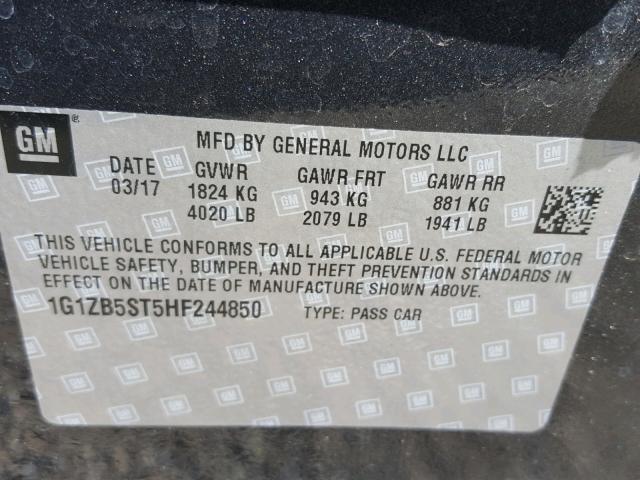 GM
MFD BY GENERAL MOTORS LLC
DATE GVWR GAWR FRT GAWR RR
03/17 1824 KG 943 KG 881 KG
4020 LB 2079 LB 1941 LB
THIS VEHICLE CONFORMS TO ALL APPLICABLE U.S. FEDERAL MOTOR
VEHICLE SAFETY, BUMPER, AND THEFT PREVENTION STANDARDS IN
EFFECT ON THE DATE OF MANUFACTURE SHOWN ABOVE.
1G1ZB5ST5HF244850 TYPE: PASS CAR